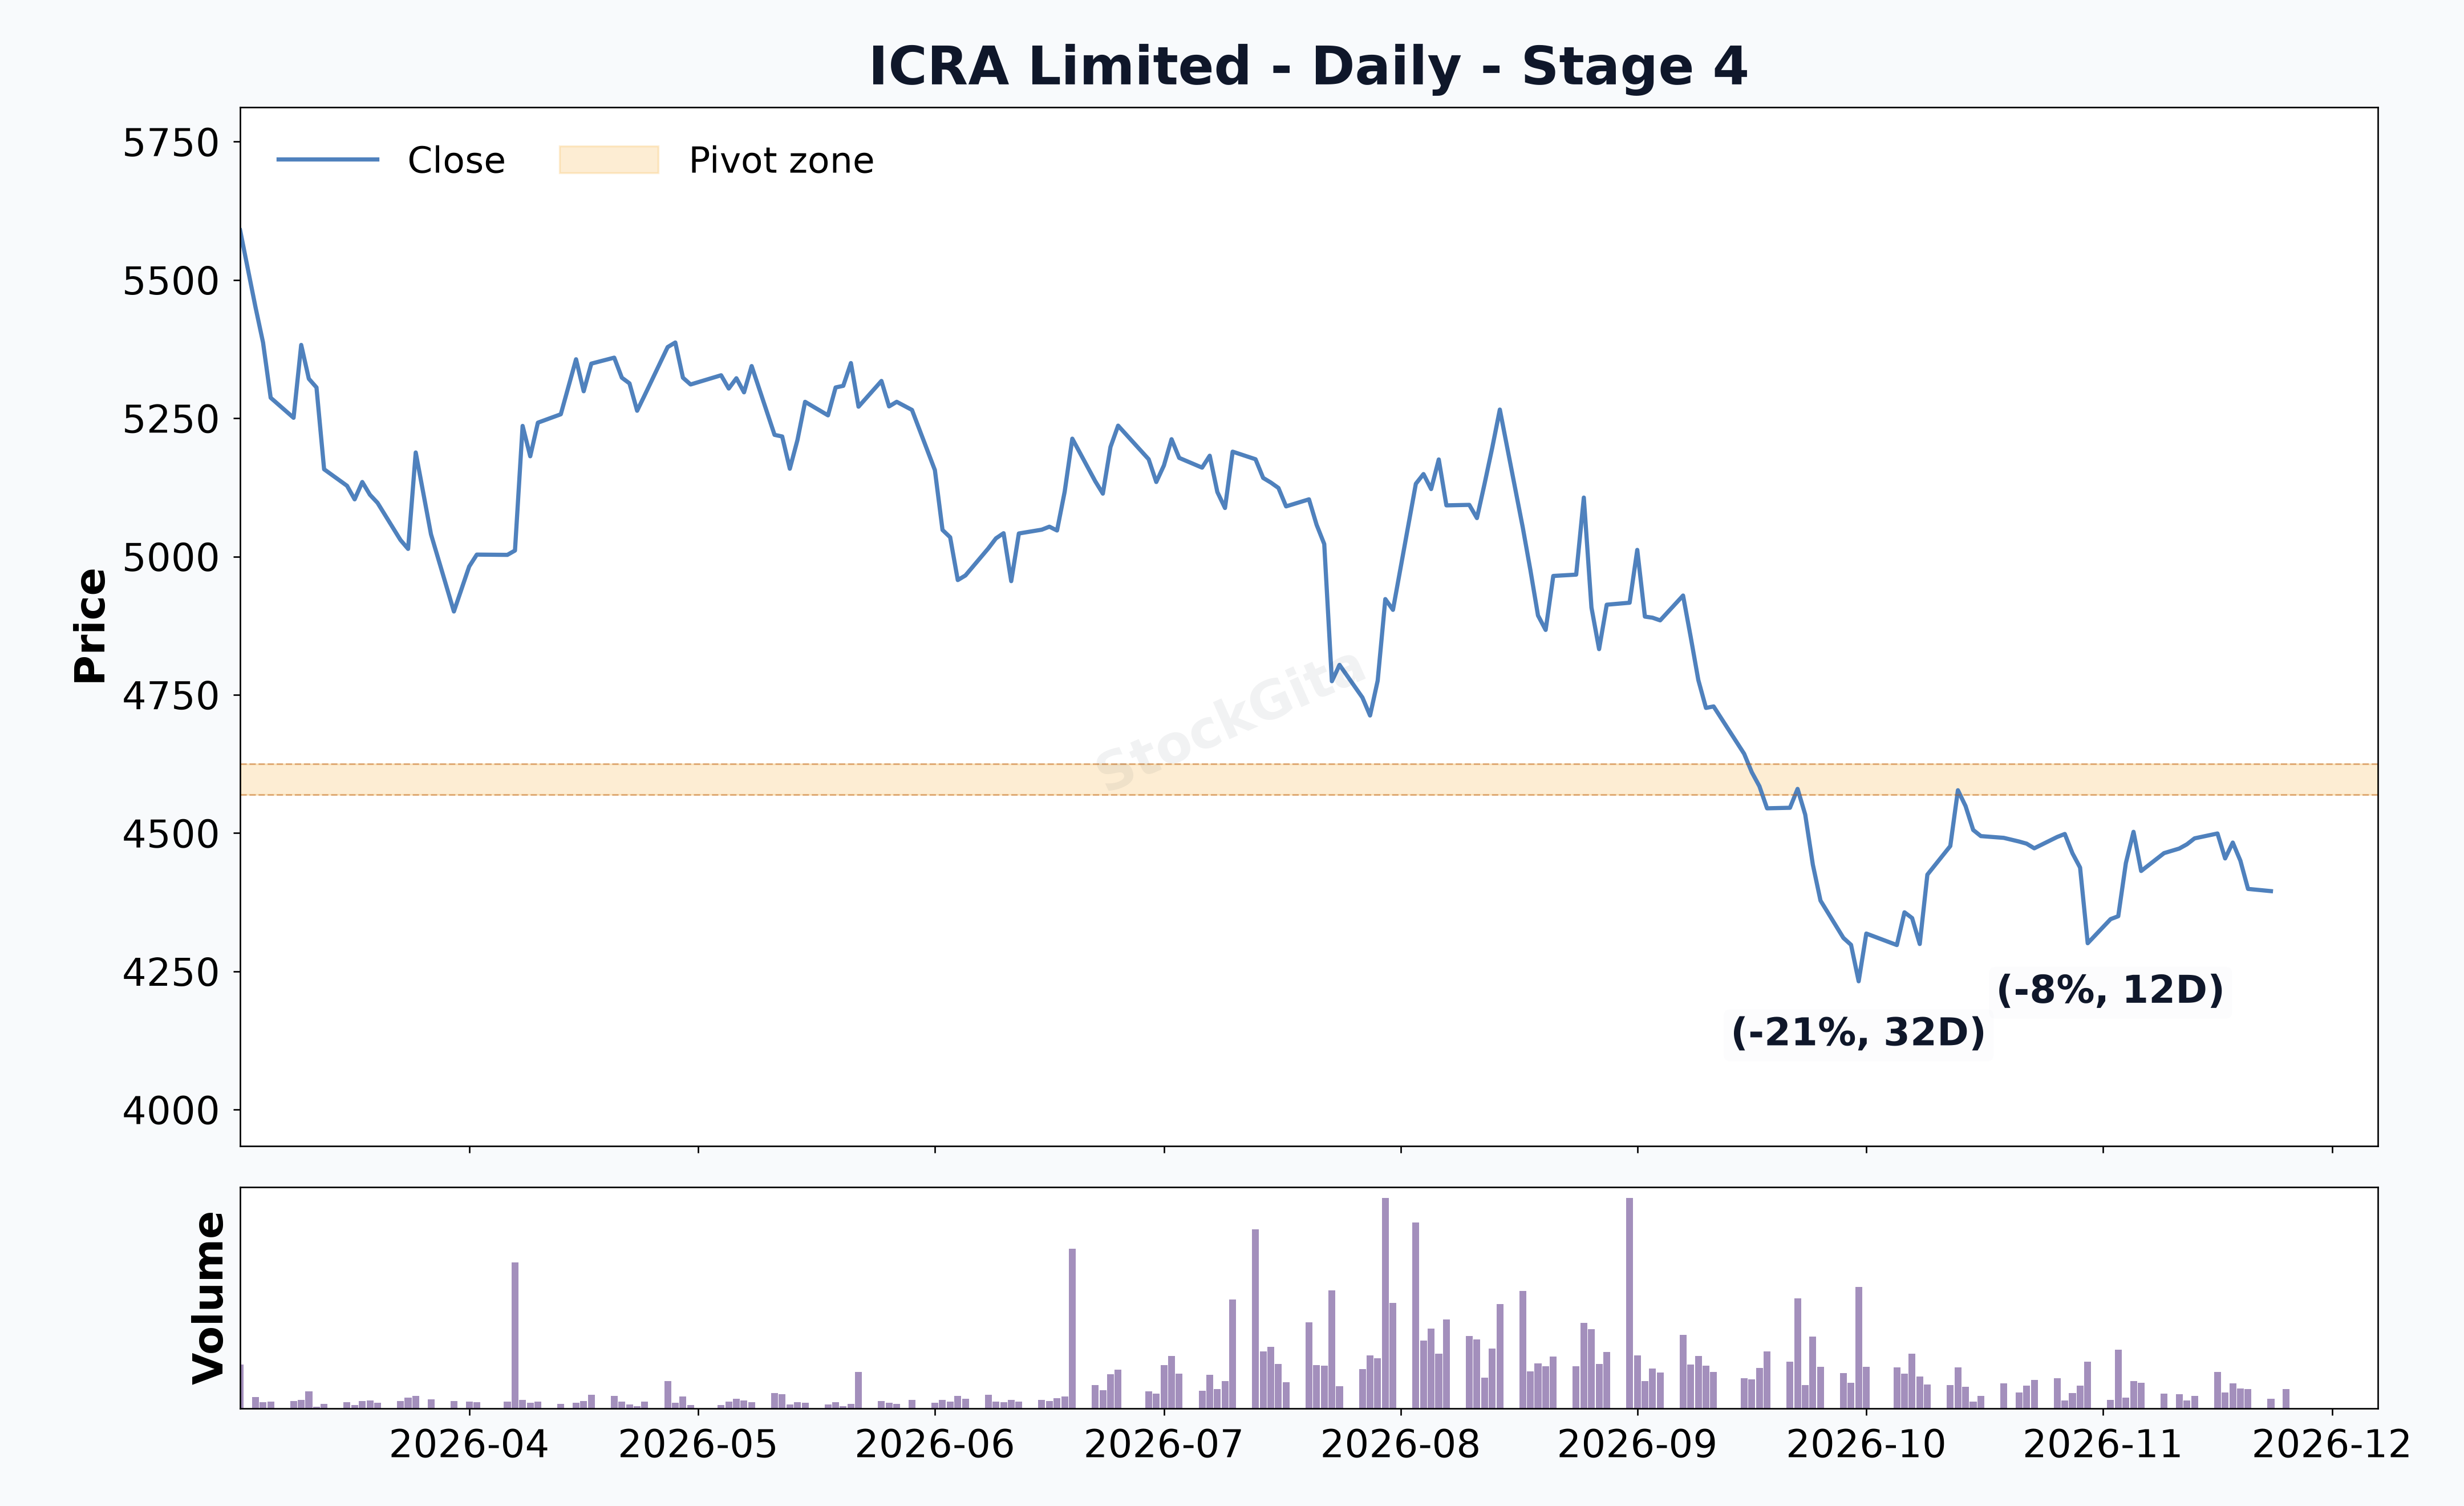 ICRA Limited - Daily - Stage 4
Close
Pivot zone
Price
5750
5500
5250
5000
4750
4500
4250
4000
StockGita
(-8%, 12D)
(-21%, 32D)
Volume
2026-04
2026-05
2026-06
2026-07
2026-08
2026-09
2026-10
2026-11
2026-12